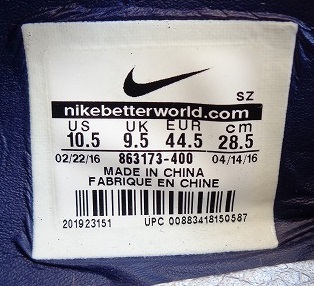 SZ
nikebetterworld.com
US UK EUR cm
10.5 9.5 44.5 28.5
02/22/16 863173-400 04/14/16
MADE IN CHINA
FABRIQUE EN CHINE
201923151 UPC 00883418150587